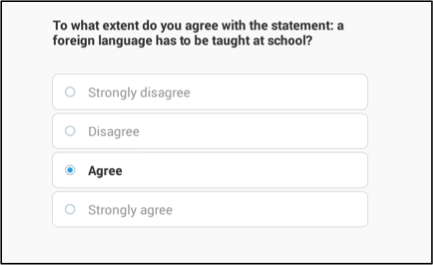 To what extent do you agree with the statement: a
foreign language has to be taught at school?
Strongly disagree
Disagree
Agree
Strongly agree